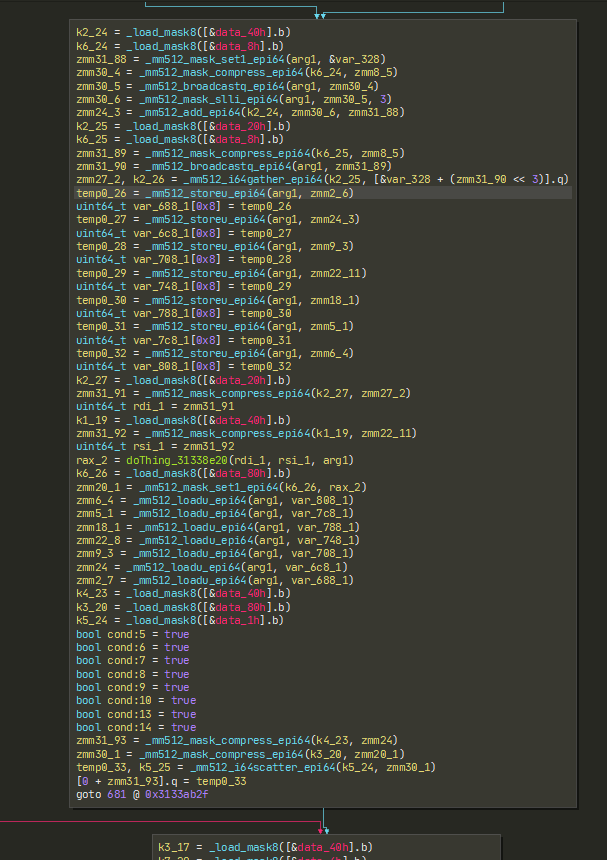 k2_24 = _load_mask8([&data_40h].b)
k6_24 = _load_mask8([&data_8h].b)
zmm31_88 = _mm512_mask_set1_epi64(arg1, &var_328)
zmm30_4 = _mm512_mask_compress_epi64(k6_24, zmm8_5)
zmm30_5 = _mm512_broadcastq_epi64(arg1, zmm30_4)
zmm30_6 = _mm512_mask_slli_epi64(arg1, zmm30_5, 3)
zmm24_3 = _mm512_add_epi64(k2_24, zmm30_6, zmm31_88)
k2_25 = _load_mask8([&data_20h].b)
k6_25 = _load_mask8([&data_8h].b)
zmm31_89 = _mm512_mask_compress_epi64(k6_25, zmm8_5)
zmm31_90 = _mm512_broadcastq_epi64(arg1, zmm31_89)
zmm27_2, k2_26 = _mm512_i64gather_epi64(k2_25, [&var_328 + (zmm31_90 << 3)].q)
temp0_26 = _mm512_storeu_epi64(arg1, zmm2_6)
uint64_t var_688_1[0x8] = temp0_26
temp0_27 = _mm512_storeu_epi64(arg1, zmm24_3)
uint64_t var_6c8_1[0x8] = temp0_27
temp0_28 = _mm512_storeu_epi64(arg1, zmm9_3)
uint64_t var_708_1[0x8] = temp0_28
temp0_29 = _mm512_storeu_epi64(arg1, zmm22_11)
uint64_t var_748_1[0x8] = temp0_29
temp0_30 = _mm512_storeu_epi64(arg1, zmm18_1)
uint64_t var_788_1[0x8] = temp0_30
temp0_31 = _mm512_storeu_epi64(arg1, zmm5_1)
uint64_t var_7c8_1[0x8] = temp0_31
temp0_32 = _mm512_storeu_epi64(arg1, zmm6_4)
uint64_t var_808_1[0x8] = temp0_32
k2_27 = _load_mask8([&data_20h].b)
zmm31_91 = _mm512_mask_compress_epi64(k2_27, zmm27_2)
uint64_t rdi_1 = zmm31_91
k1_19 = _load_mask8([&data_40h].b)
zmm31_92 = _mm512_mask_compress_epi64(k1_19, zmm22_11)
uint64_t rsi_1 = zmm31_92
rax_2 = doThing_31338e20(rdi_1, rsi_1, arg1)
k6_26 = _load_mask8([&data_80h].b)
zmm20_1 = _mm512_mask_set1_epi64(k6_26, rax_2)
zmm6_4 = _mm512_loadu_epi64(arg1, var_808_1)
zmm5_1 = _mm512_loadu_epi64(arg1, var_7c8_1)
zmm18_1 = _mm512_loadu_epi64(arg1, var_788_1)
zmm22_8 = _mm512_loadu_epi64(arg1, var_748_1)
zmm9_3 = _mm512_loadu_epi64(arg1, var_708_1)
zmm24 = _mm512_loadu_epi64(arg1, var_6c8_1)
zmm2_7 = _mm512_loadu_epi64(arg1, var_688_1)
k4_23 = _load_mask8([&data_40h].b)
k3_20 = _load_mask8([&data_80h].b)
k5_24 = _load_mask8([&data_1h].b)
bool cond:5 = true
bool cond:6 = true
bool cond:7 = true
bool cond:8 = true
bool cond:9 = true
bool cond:10 = true
bool cond:13 = true
bool cond:14 = true
zmm31_93 = _mm512_mask_compress_epi64(k4_23, zmm24)
zmm30_1 = _mm512_mask_compress_epi64(k3_20, zmm20_1)
temp0_33, k5_25 = _mm512_i64scatter_epi64(k5_24, zmm30_1)
[0 + zmm31_93].q = temp0_33
goto 681 @ 0x3133ab2f
k3_17 = _load_mask8([&data_40h].b)